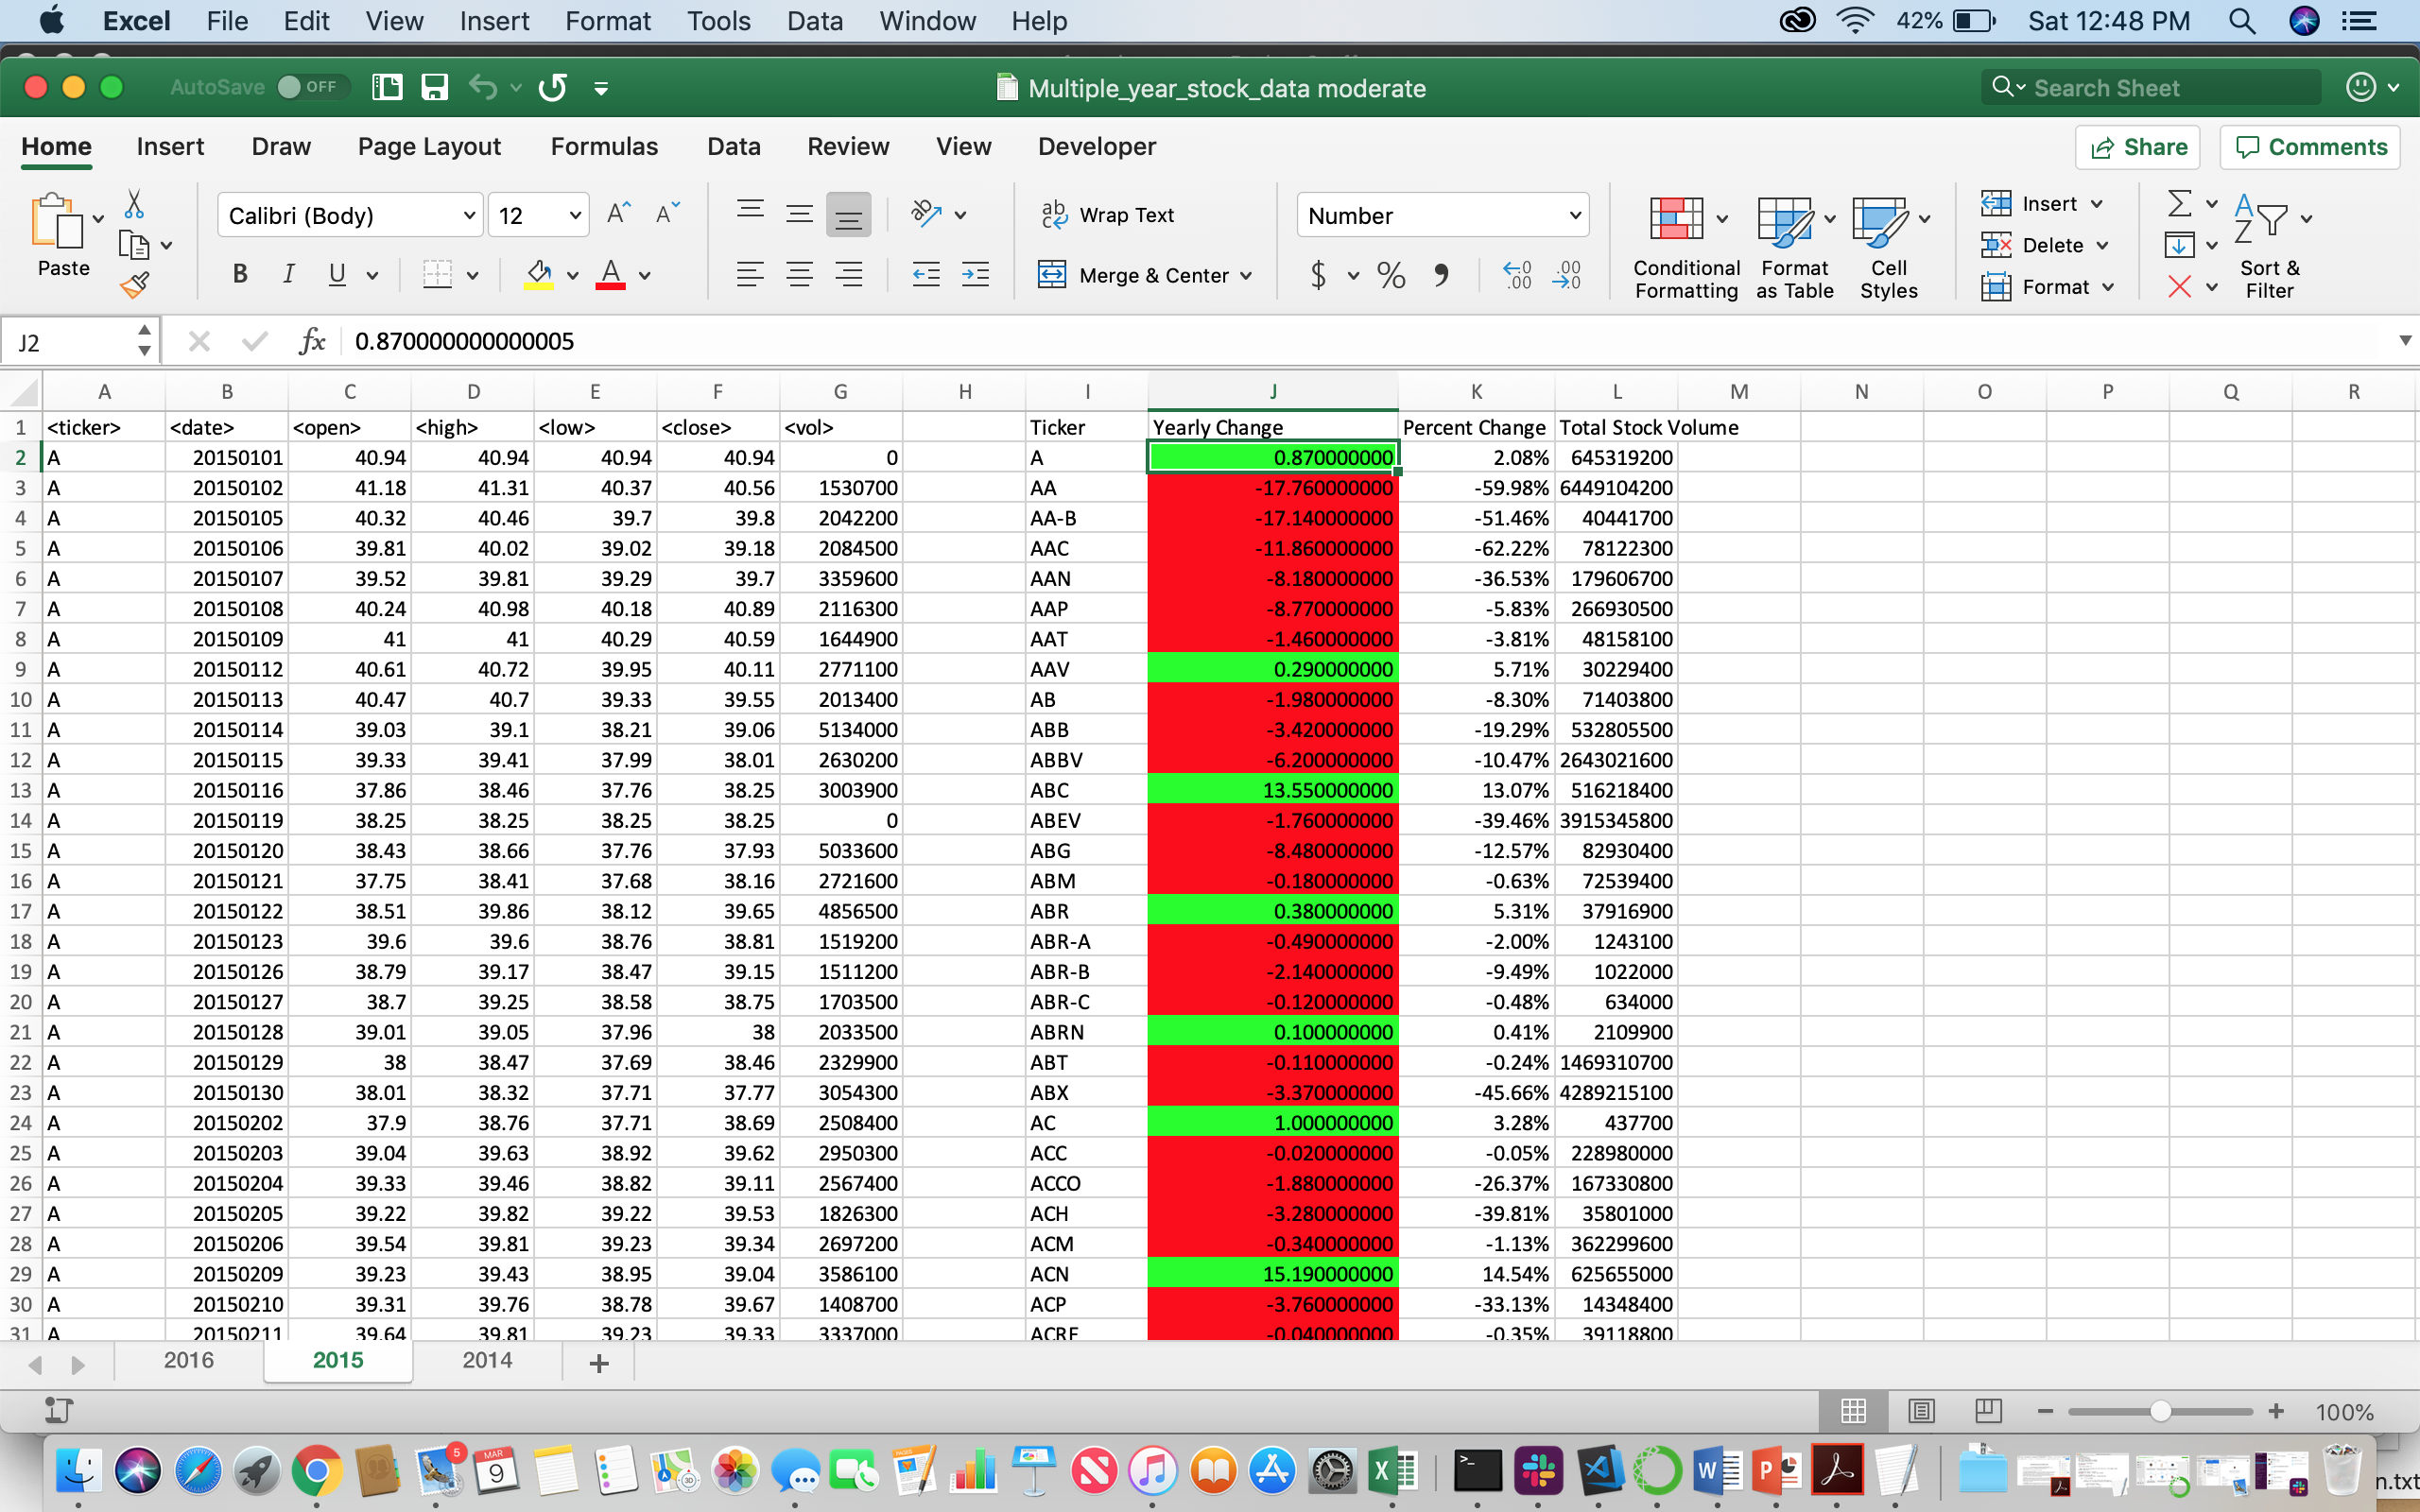 Excel File Edit View Insert Format Tools Data Window Help 42% Sat 12:48 PM
AutoSave OFF Multiple_year_stock_data moderate Search Sheet
Home Insert Draw Page Layout Formulas Data Review View Developer Share Comments
Paste Calibri (Body) 12 Wrap Text Number Insert
B I U Merge & Center $ % Conditional Formatting Format as Table Cell Styles Delete Sort & Filter
Format
J2 fx 0.870000000000005
A B C D E F G H I J K L M N O P Q R
1 <ticker> <date> <open> <high> <low> <close> <vol> Ticker Yearly Change Percent Change Total Stock Volume
2 A 20150101 40.94 40.94 40.94 40.94 0 A 0.870000000 2.08% 645319200
3 A 20150102 41.18 41.31 40.37 40.56 1530700 AA -17.760000000 -59.98% 6449104200
4 A 20150105 40.32 40.46 39.7 39.8 2042200 AA-B -17.140000000 -51.46% 40441700
5 A 20150106 39.81 40.02 39.02 39.18 2084500 AAC -11.860000000 -62.22% 78122300
6 A 20150107 39.52 39.81 39.29 39.7 3359600 AAN -8.180000000 -36.53% 179606700
7 A 20150108 40.24 40.98 40.18 40.89 2116300 AAP -8.770000000 -5.83% 266930500
8 A 20150109 41 41 40.29 40.59 1644900 AAT -1.460000000 -3.81% 48158100
9 A 20150112 40.61 40.72 39.95 40.11 2771100 AAV 0.290000000 5.71% 30229400
10 A 20150113 40.47 40.7 39.33 39.55 2013400 AB -1.980000000 -8.30% 71403800
11 A 20150114 39.03 39.1 38.21 39.06 5134000 ABB -3.420000000 -19.29% 532805500
12 A 20150115 39.33 39.41 37.99 38.01 2630200 ABBV -6.200000000 -10.47% 2643021600
13 A 20150116 37.86 38.46 37.76 38.25 3003900 ABC 13.550000000 13.07% 516218400
14 A 20150119 38.25 38.25 38.25 38.25 0 ABEV -1.760000000 -39.46% 3915345800
15 A 20150120 38.43 38.66 37.76 37.93 5033600 ABG -8.480000000 -12.57% 82930400
16 A 20150121 37.75 38.41 37.68 38.16 2721600 ABM -0.180000000 -0.63% 72539400
17 A 20150122 38.51 39.86 38.12 39.65 4856500 ABR 0.380000000 5.31% 37916900
18 A 20150123 39.6 39.6 38.76 38.81 1519200 ABR-A -0.490000000 -2.00% 1243100
19 A 20150126 38.79 39.17 38.47 39.15 1511200 ABR-B -2.140000000 -9.49% 1022000
20 A 20150127 38.7 39.25 38.58 38.75 1703500 ABR-C -0.120000000 -0.48% 634000
21 A 20150128 39.01 39.05 37.96 38 2033500 ABRN 0.100000000 0.41% 2109900
22 A 20150129 38 38.47 37.69 38.46 2329900 ABT -0.110000000 -0.24% 1469310700
23 A 20150130 38.01 38.32 37.71 37.77 3054300 ABX -3.370000000 -45.66% 4289215100
24 A 20150202 37.9 38.76 37.71 38.69 2508400 AC 1.000000000 3.28% 437700
25 A 20150203 39.04 39.63 38.92 39.62 2950300 ACC -0.020000000 -0.05% 228980000
26 A 20150204 39.33 39.46 38.82 39.11 2567400 ACCO -1.880000000 -26.37% 167330800
27 A 20150205 39.22 39.82 39.22 39.53 1826300 ACH -3.280000000 -39.81% 35801000
28 A 20150206 39.54 39.81 39.23 39.34 2697200 ACM -0.340000000 -1.13% 362299600
29 A 20150209 39.23 39.43 38.95 39.04 3586100 ACN 15.190000000 14.54% 625655000
30 A 20150210 39.31 39.76 38.78 39.67 1408700 ACP -3.760000000 -33.13% 14348400
31 A 20150211 39.64 39.81 39.23 39.33 3337000 ACRE -0.040000000 -0.35% 39118800
2016 2015 2014 +
100%
5 MAR 9 n.txt